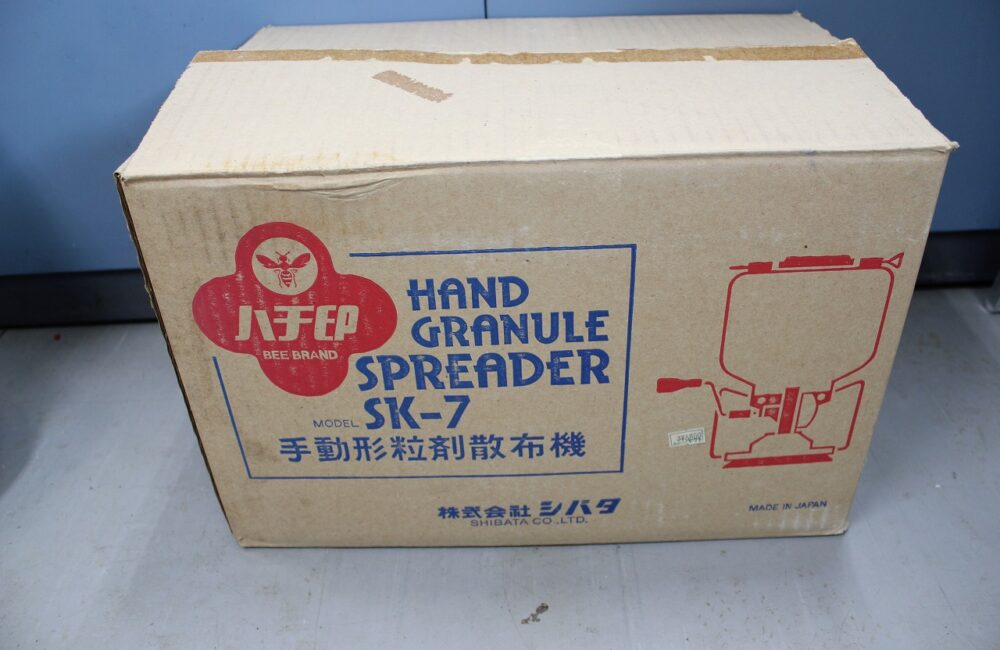 ハチ印
BEE BRAND
HAND
GRANULE
SPREADER
MODEL SK-7
手動形粒剤散布機
株式会社 シバタ
SHIBATA CO.,LTD.
MADE IN JAPAN